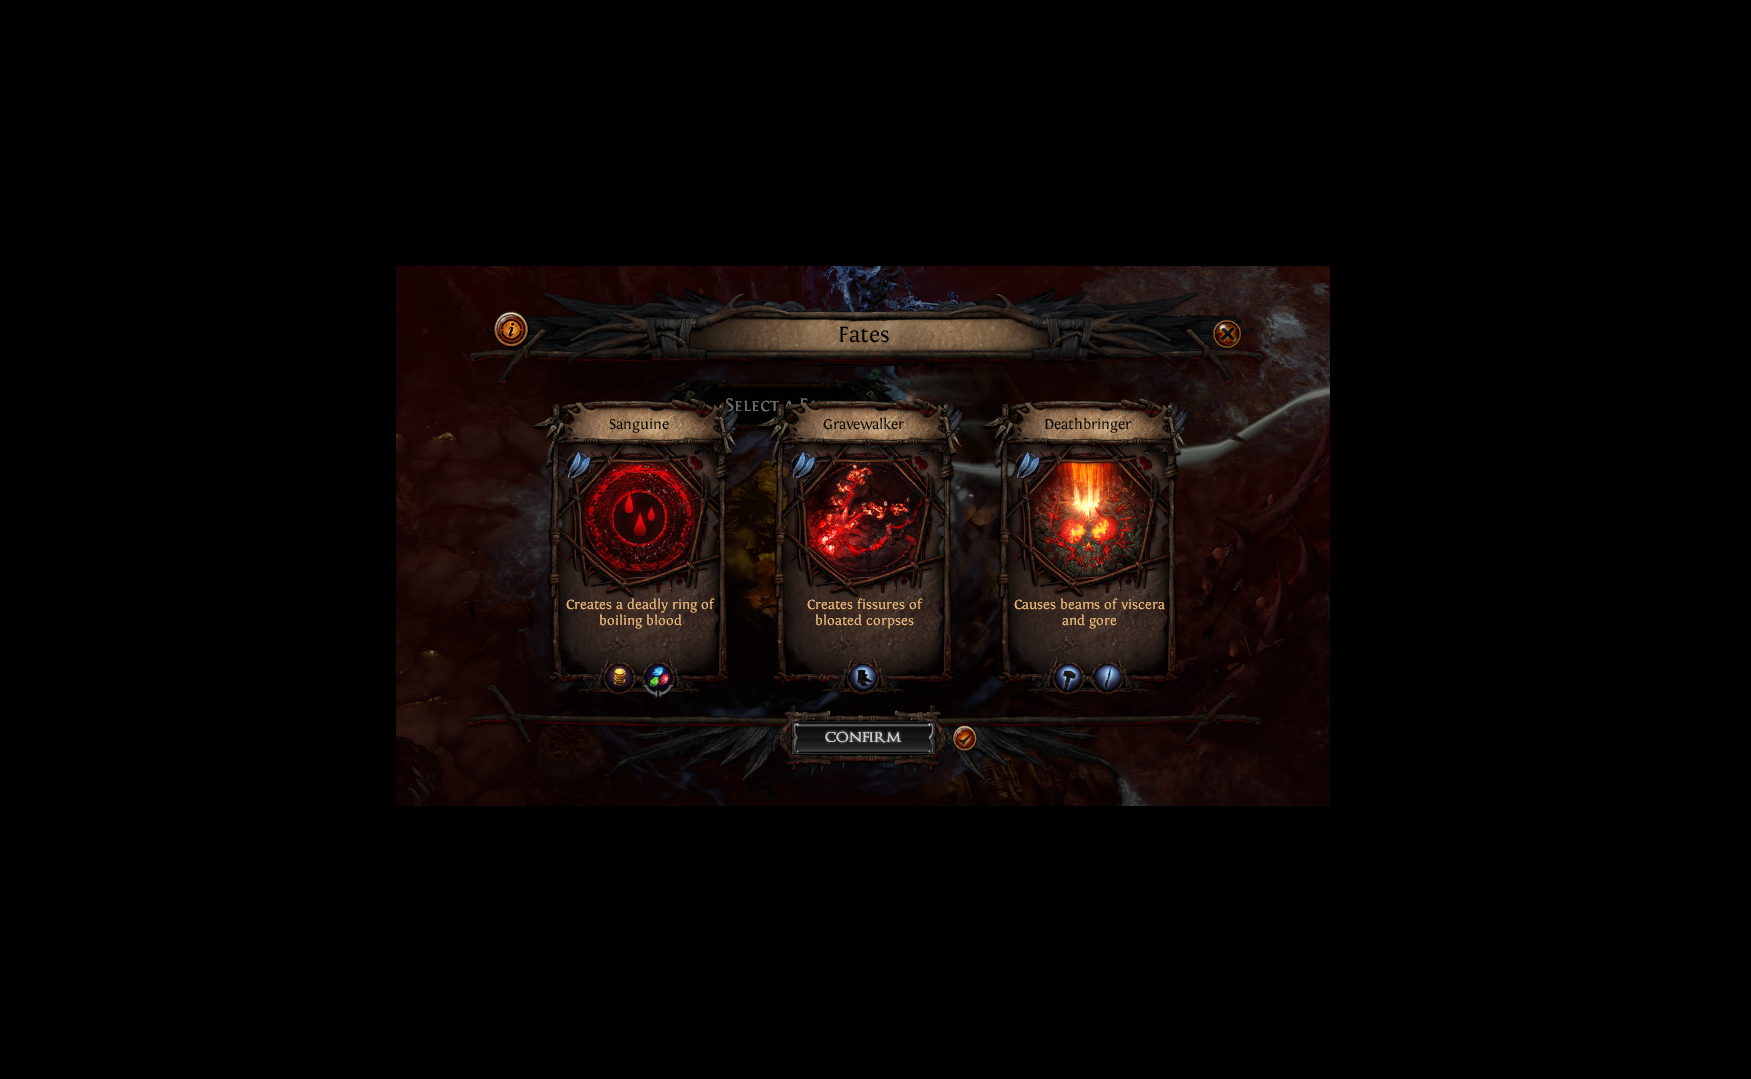 Fates
SELECT A
Sanguine
Gravewalker
Deathbringer
Creates a deadly ring of
boiling blood
Creates fissures of
bloated corpses
Causes beams of viscera
and gore
CONFIRM